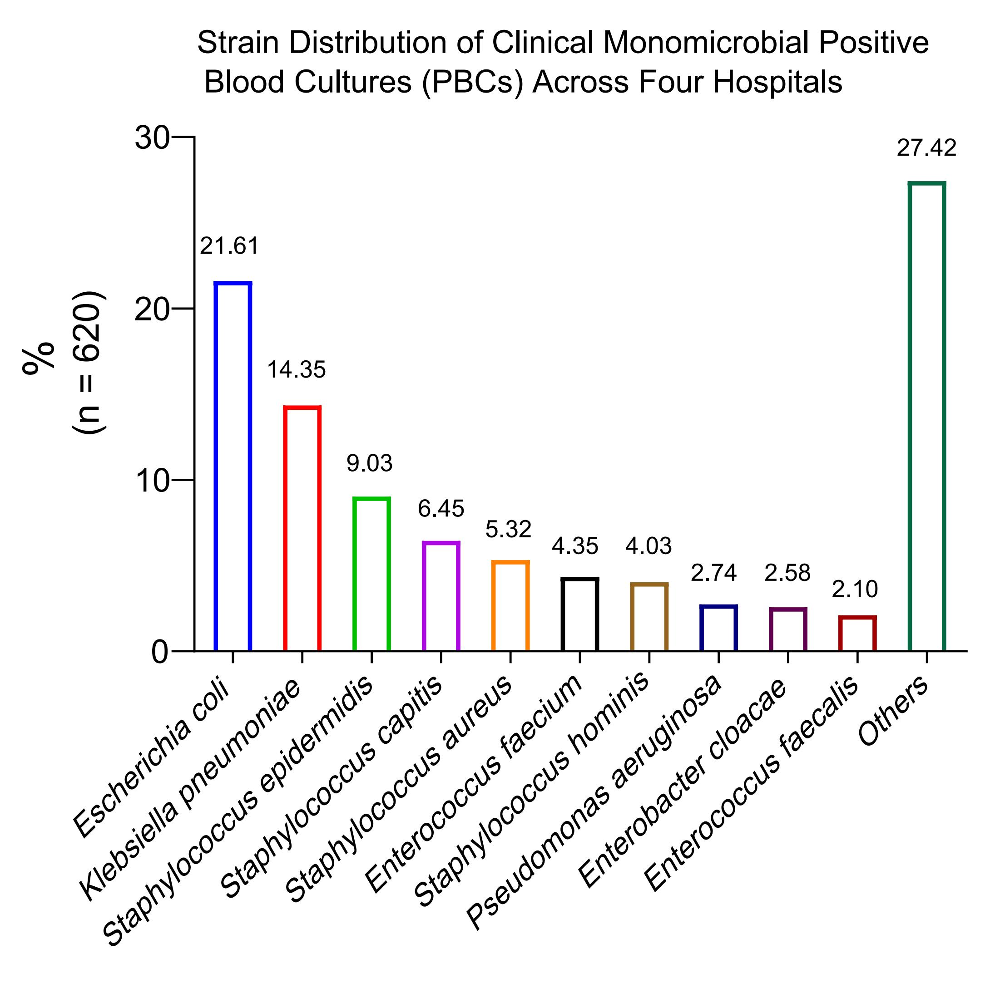 Strain Distribution of Clinical Monomicrobial Positive
Blood Cultures (PBCs) Across Four Hospitals
%
(n = 620)
30
20
10
0
21.61
14.35
9.03
6.45
5.32
4.35
4.03
2.74
2.58
2.10
27.42
Escherichia coli
Klebsiella pneumoniae
Staphylococcus epidermidis
Staphylococcus capitis
Staphylococcus aureus
Enterococcus faecium
Staphylococcus hominis
Pseudomonas aeruginosa
Enterobacter cloacae
Enterococcus faecalis
Others